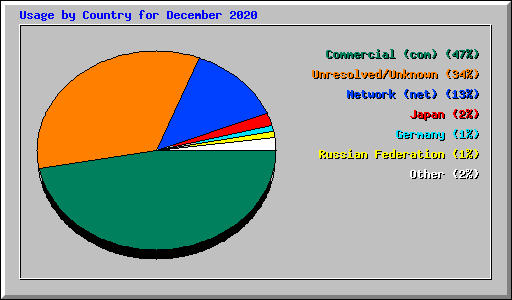 Usage by Country for December 2020
Commercial (com) (47%)
Unresolved/Unknown (34%)
Network (net) (13%)
Japan (2%)
Germany (1%)
Russian Federation (1%)
Other (2%)